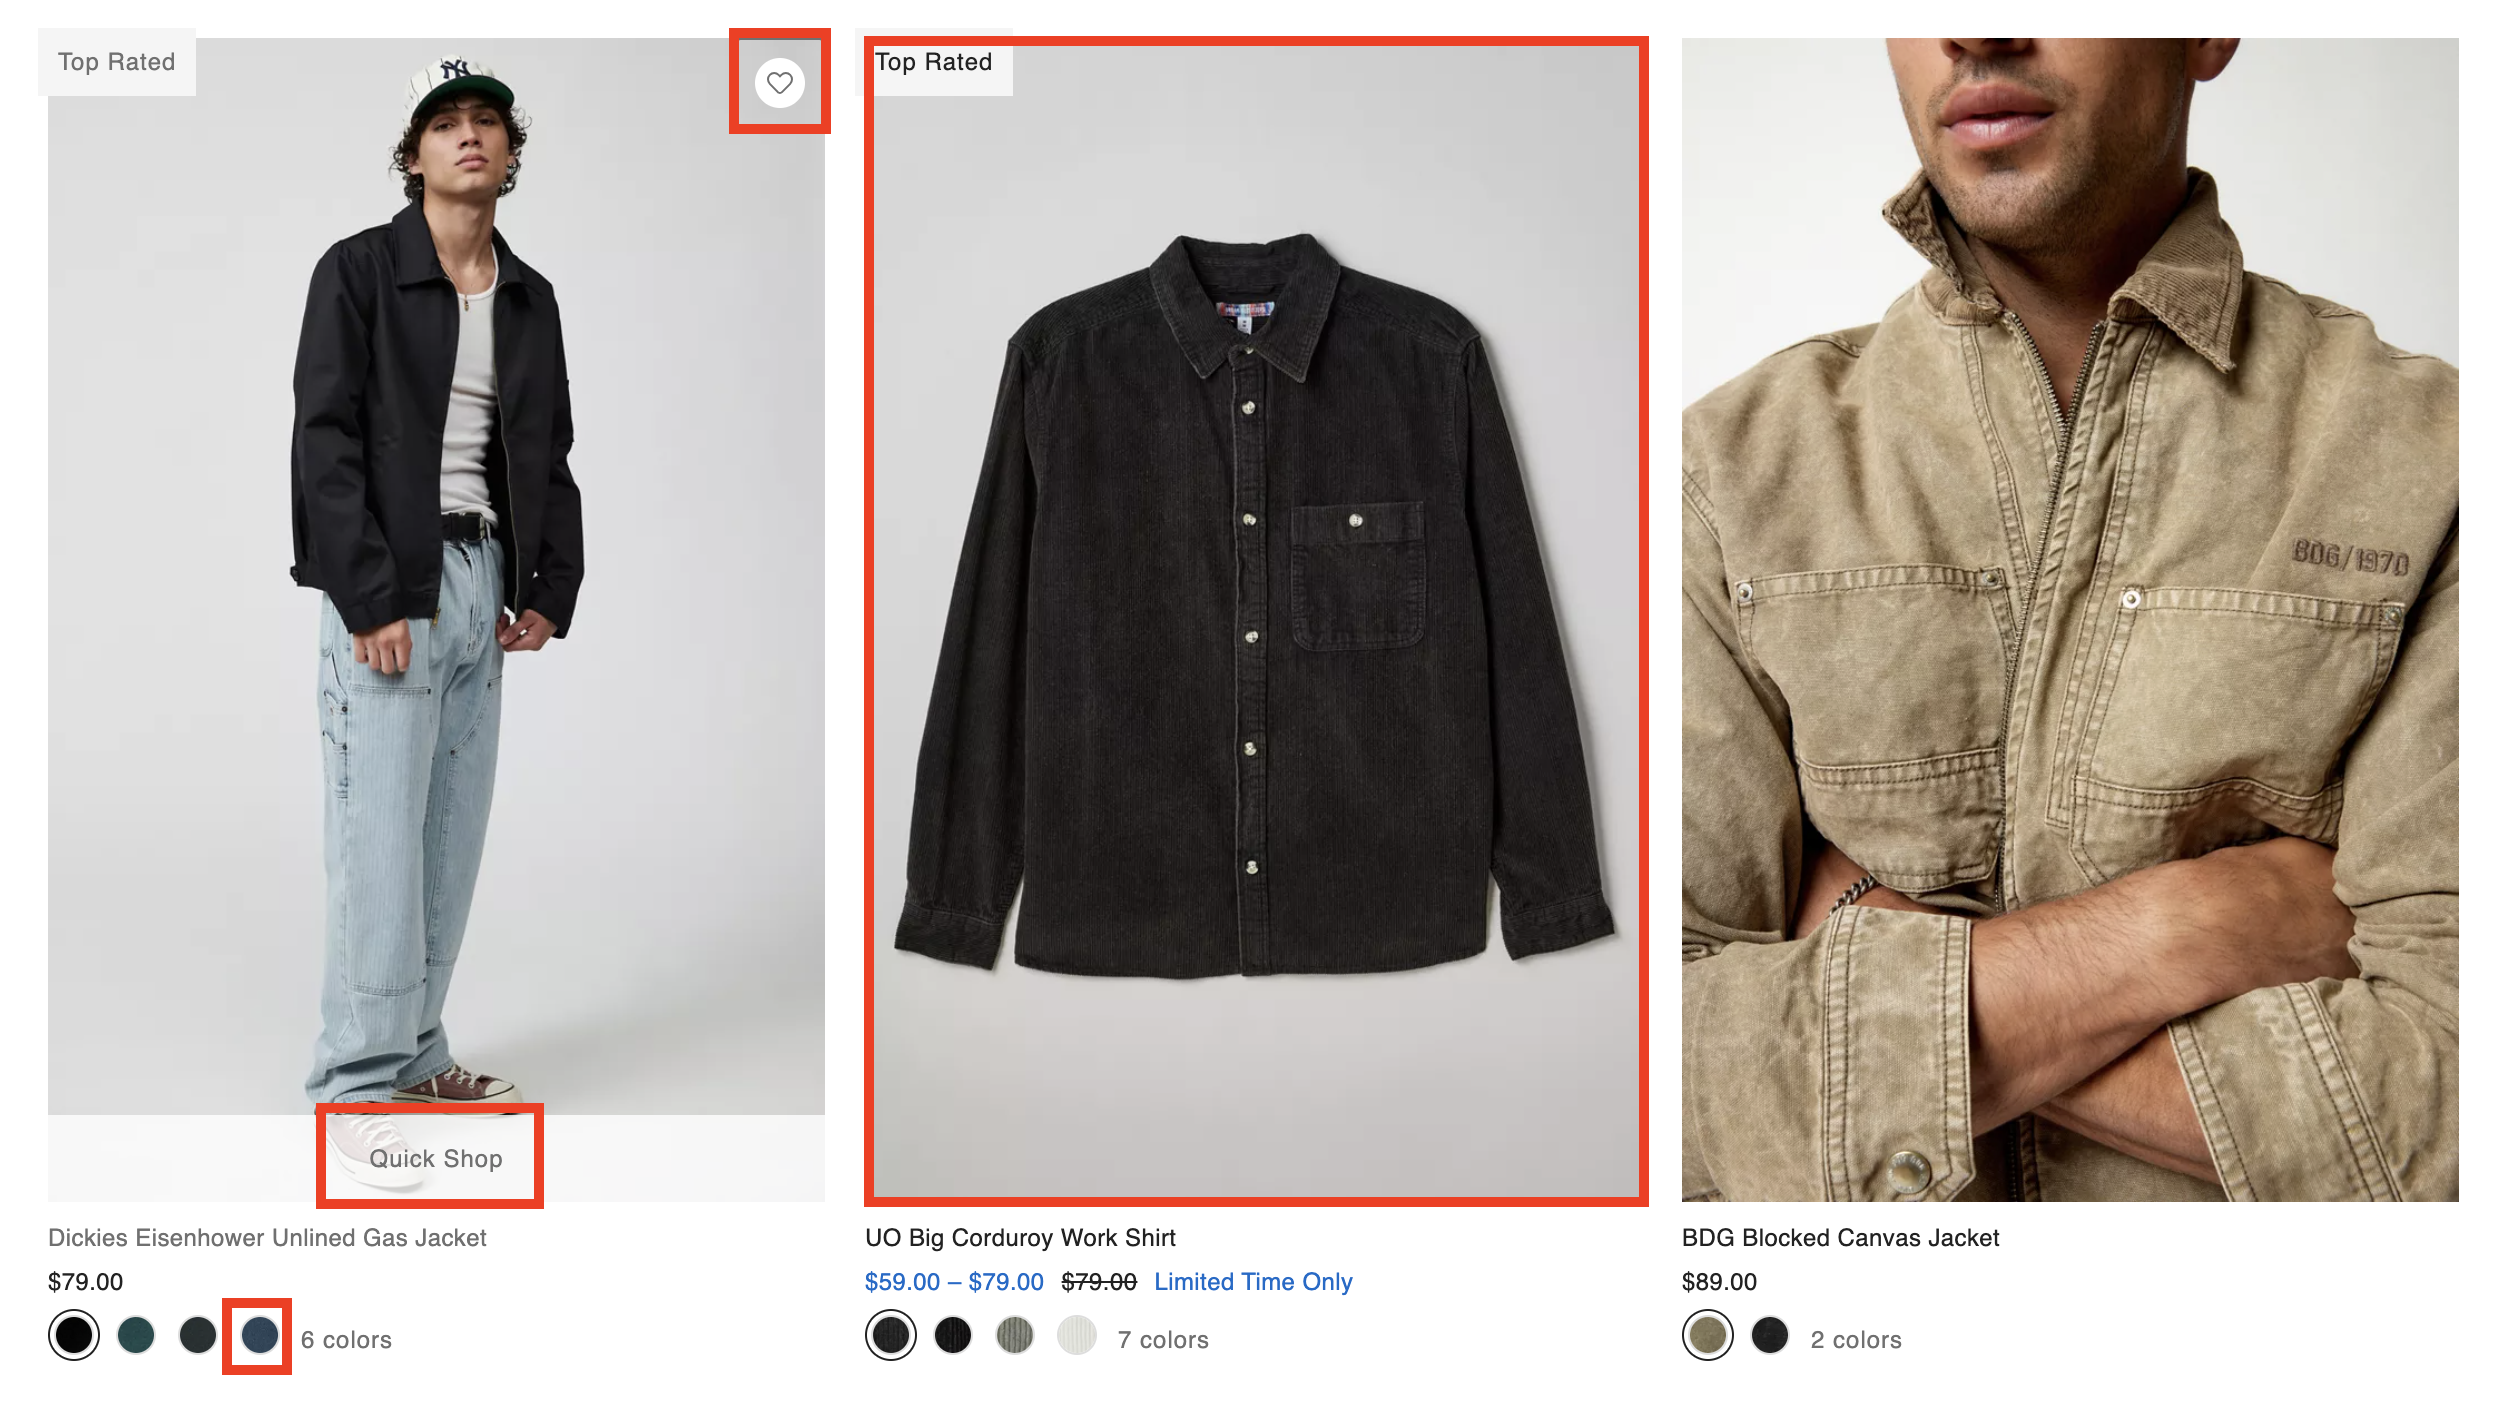 Top Rated
NY
Quick Shop
Dickies Eisenhower Unlined Gas Jacket
$79.00
6 colors
Top Rated
UO Big Corduroy Work Shirt
$59.00 – $79.00 $79.00 Limited Time Only
7 colors
BDG/1970
BDG Blocked Canvas Jacket
$89.00
2 colors